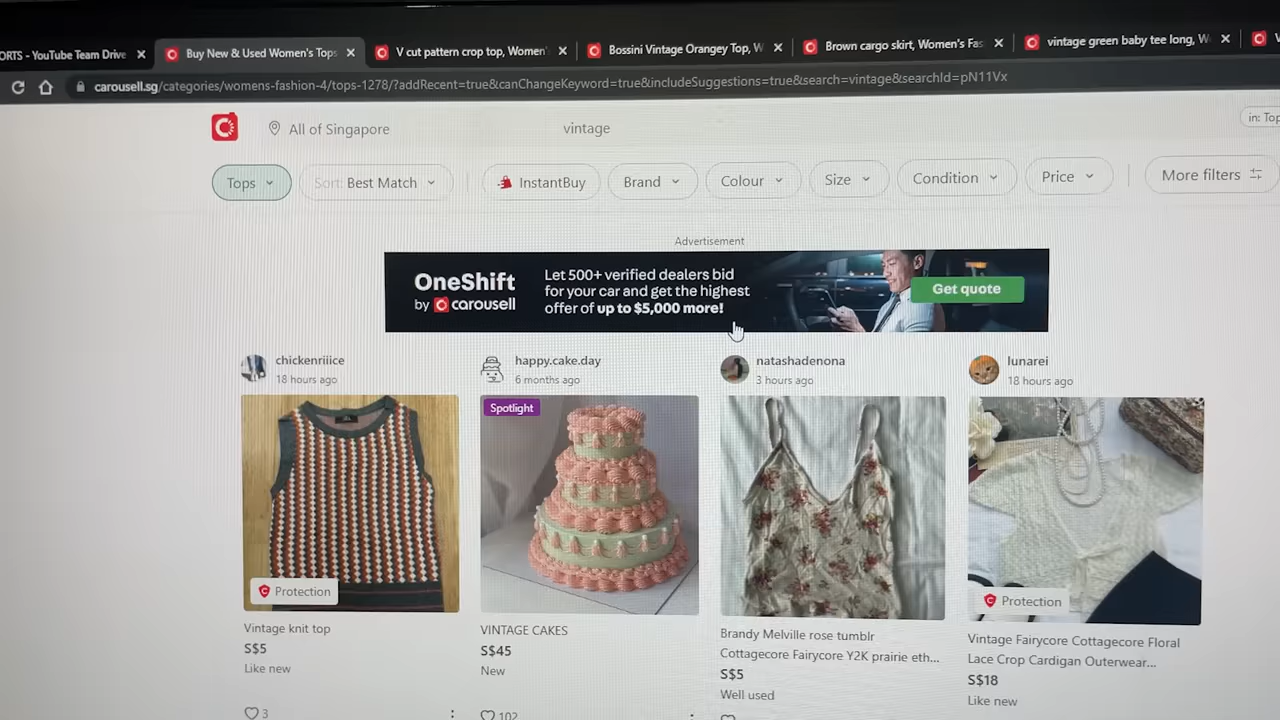 ORTS - YouTube Team Drive
Buy New & Used Women's Tops
V cut pattern crop top, Women'
Bossini Vintage Orangey Top, W
Brown cargo skirt, Women's Fas
vintage green baby tee long, W
carousell.sg/categories/womens-fashion-4/tops-1278/?addRecent=true&canChangeKeyword=true&includeSuggestions=true&search=vintage&searchId=pN11Vx
All of Singapore
vintage
in: Top
Tops
Sort: Best Match
InstantBuy
Brand
Colour
Size
Condition
Price
More filters
Advertisement
OneShift
by carousell
Let 500+ verified dealers bid
for your car and get the highest
offer of up to $5,000 more!
Get quote
chickenriiice
18 hours ago
happy.cake.day
6 months ago
natashadenona
3 hours ago
lunarei
18 hours ago
Protection
Spotlight
Protection
Vintage knit top
S$5
Like new
3
VINTAGE CAKES
S$45
New
102
Brandy Melville rose tumblr
Cottagecore Fairycore Y2K prairie eth...
S$5
Well used
Vintage Fairycore Cottagecore Floral
Lace Crop Cardigan Outerwear...
S$18
Like new